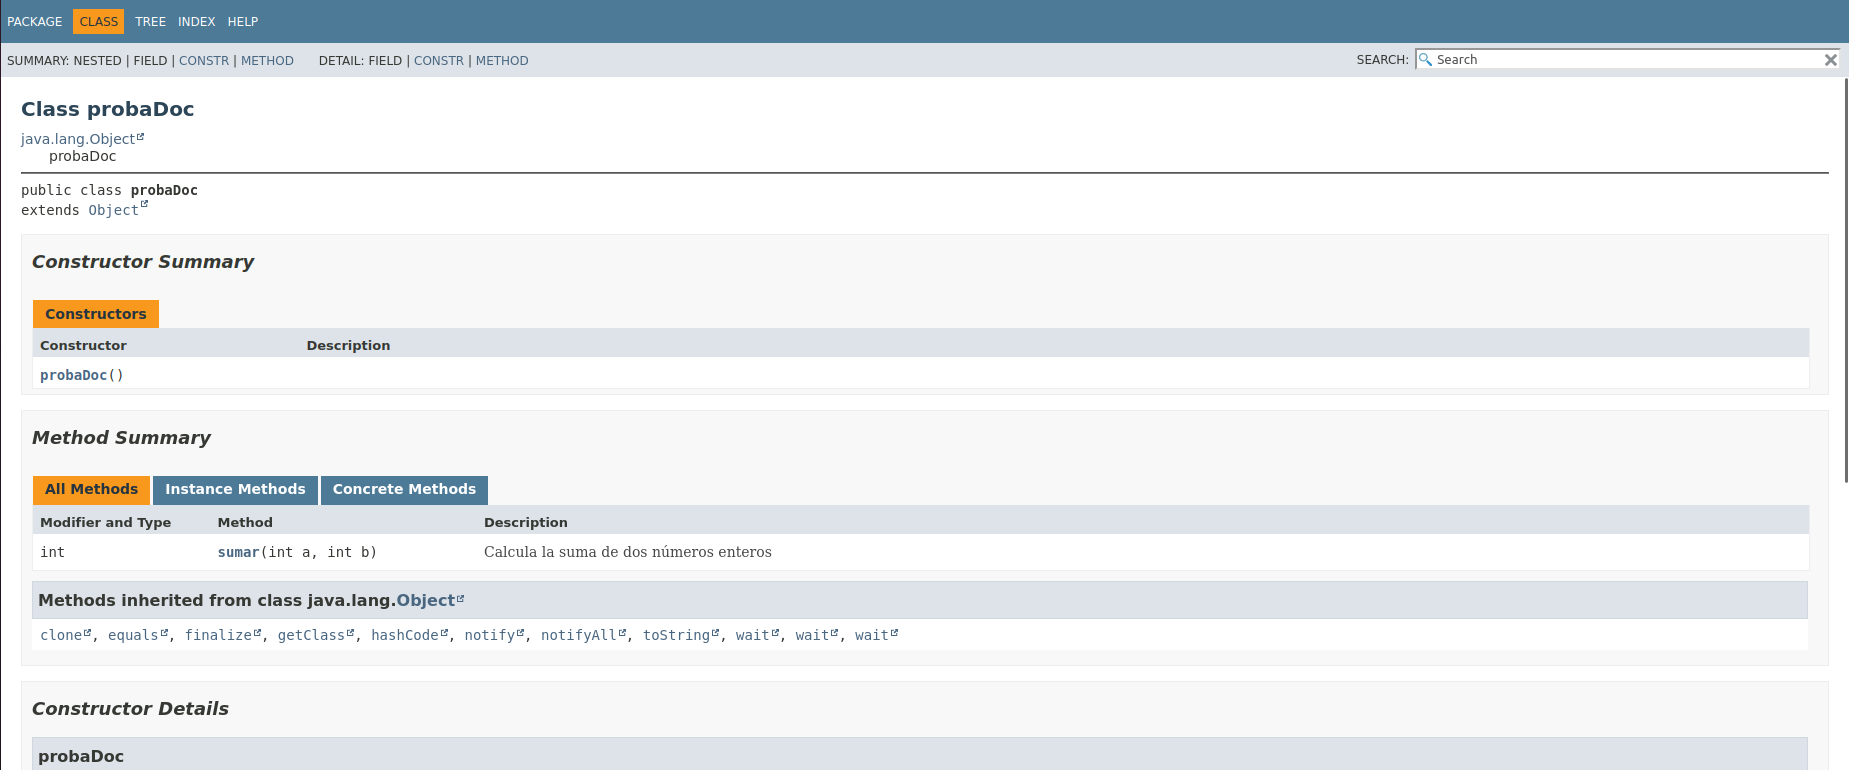 PACKAGE CLASS TREE INDEX HELP
SUMMARY: NESTED | FIELD | CONSTR | METHOD DETAIL: FIELD | CONSTR | METHOD SEARCH: Search
Class probaDoc
java.lang.Object
probaDoc
public class probaDoc
extends Object
Constructor Summary
Constructors
Constructor Description
probaDoc()
Method Summary
All Methods Instance Methods Concrete Methods
Modifier and Type Method Description
int sumar(int a, int b) Calcula la suma de dos números enteros
Methods inherited from class java.lang.Object
clone, equals, finalize, getClass, hashCode, notify, notifyAll, toString, wait, wait, wait
Constructor Details
probaDoc